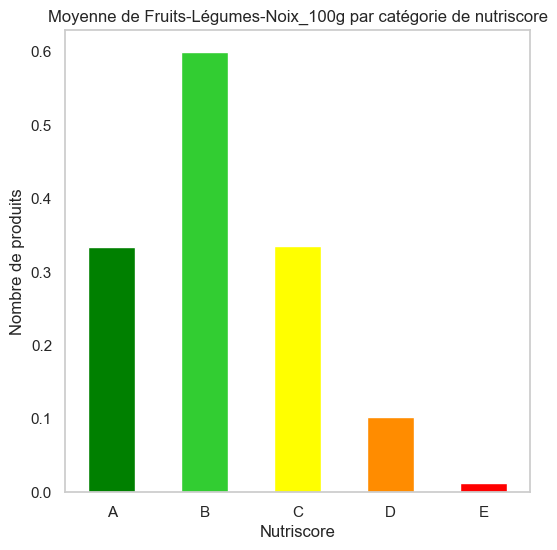 Moyenne de Fruits-Légumes-Noix_100g par catégorie de nutriscore
Nombre de produits
0.6
0.5
0.4
0.3
0.2
0.1
0.0
A B C D E
Nutriscore